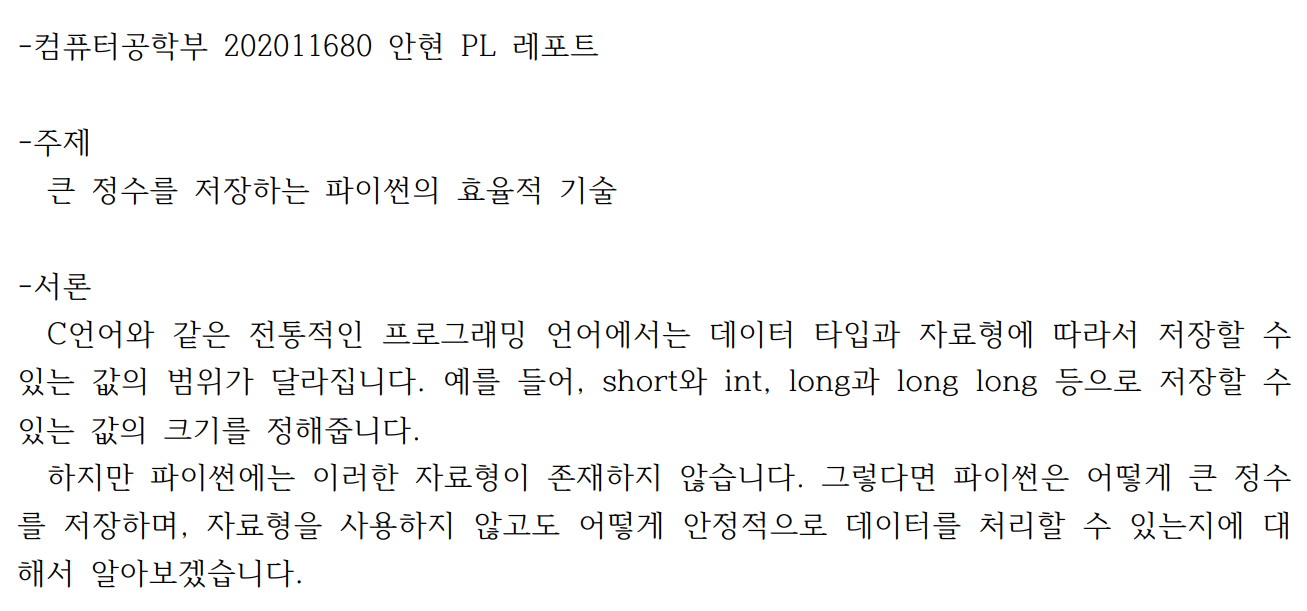 -컴퓨터공학부 202011680 안현 PL 레포트
-주제
큰 정수를 저장하는 파이썬의 효율적 기술
-서론
C언어와 같은 전통적인 프로그래밍 언어에서는 데이터 타입과 자료형에 따라서 저장할 수
있는 값의 범위가 달라집니다. 예를 들어, short와 int, long과 long long 등으로 저장할 수
있는 값의 크기를 정해줍니다.
하지만 파이썬에는 이러한 자료형이 존재하지 않습니다. 그렇다면 파이썬은 어떻게 큰 정수
를 저장하며, 자료형을 사용하지 않고도 어떻게 안정적으로 데이터를 처리할 수 있는지에 대
해서 알아보겠습니다.